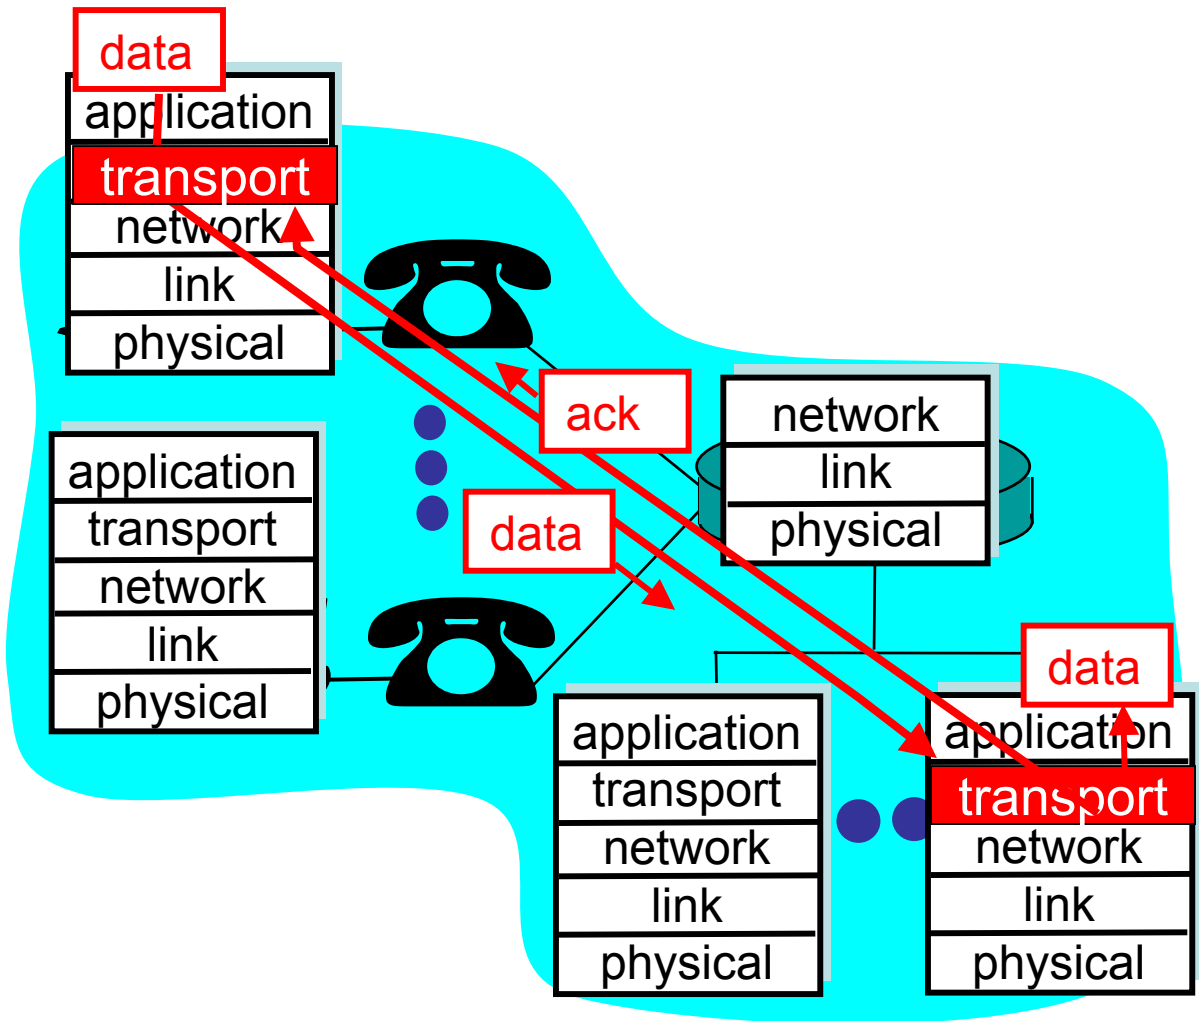 data
application
transport
network
link
physical
ack
data
application
transport
network
link
physical
network
link
physical
application
transport
network
link
physical
data
application
transport
network
link
physical